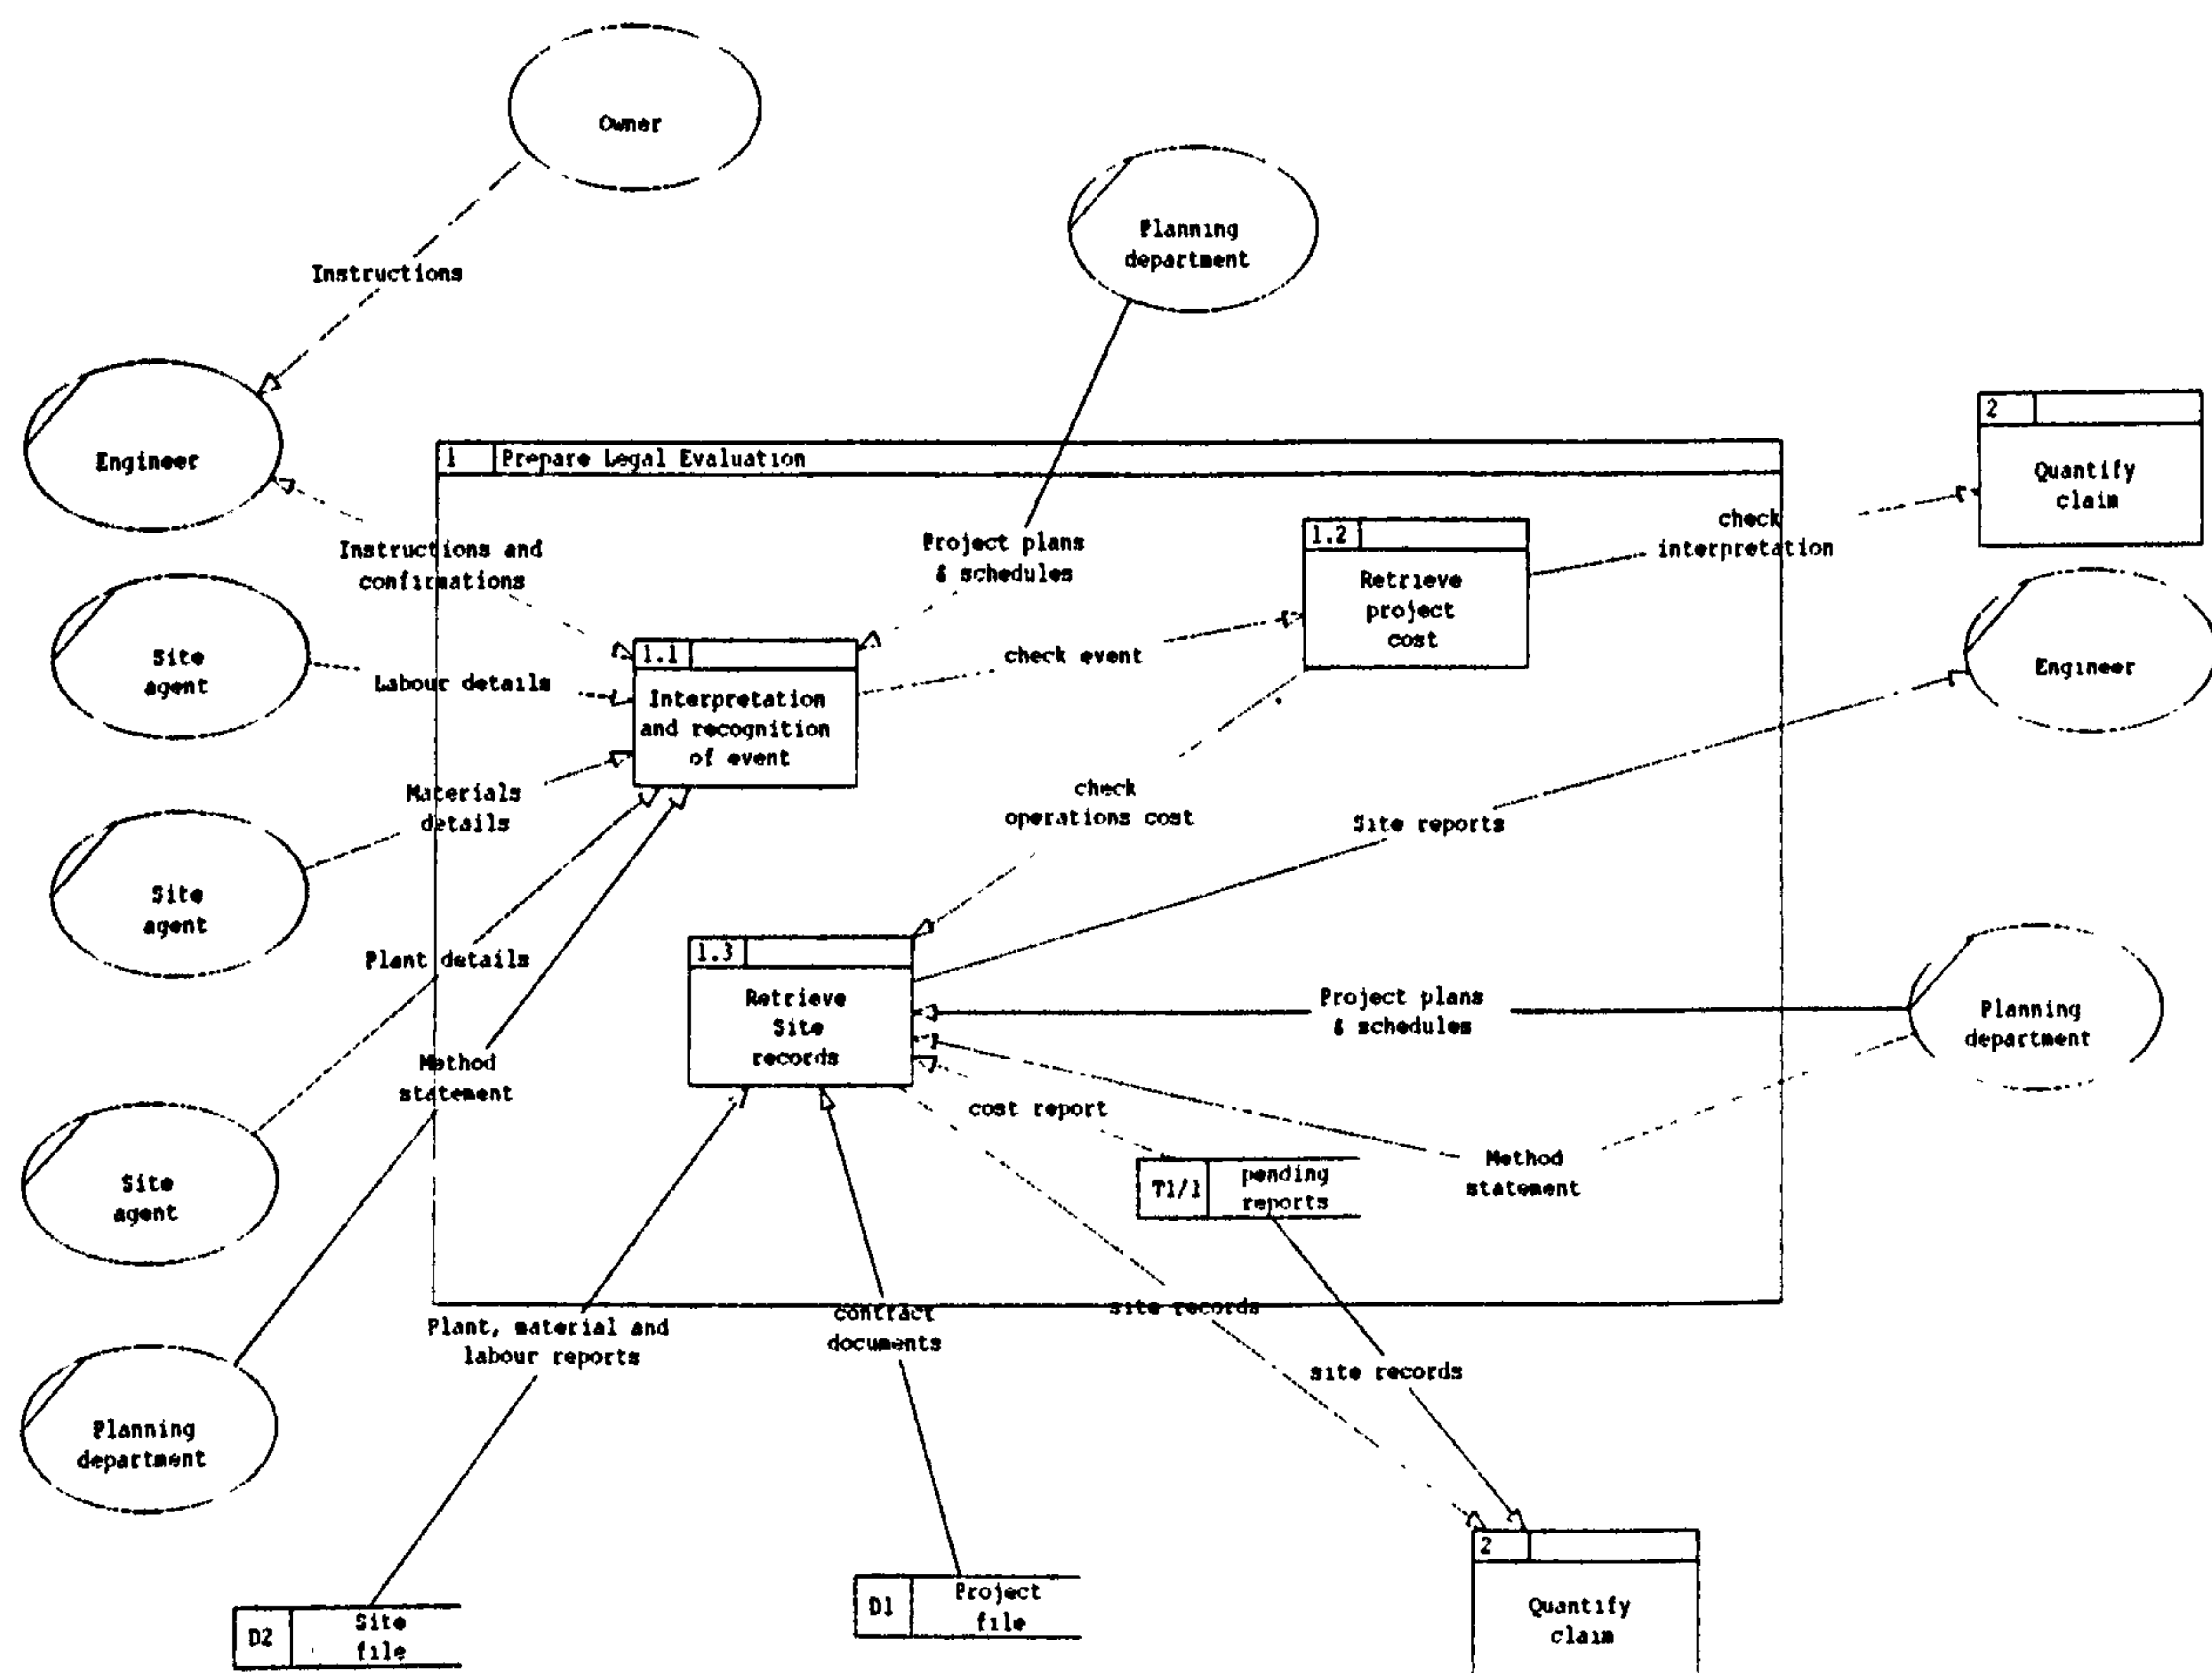 Owner
Planning
department
Instructions
Engineer
2
Quantify
claim
1 Prepare Legal Evaluation
Instructions and
confirmations
Project plans
& schedules
check
interpretation
1.2
Retrieve
project
cost
Site
agent
Labour details
1.1
Interpretation
and recognition
of event
check event
Engineer
Materials
details
check
operations cost
Site reports
Site
agent
Plant details
1.3
Retrieve
Site
records
Project plans
& schedules
Planning
department
Method
statement
cost report
Site
agent
T1/1
pending
reports
Method
statement
Plant, material and
labour reports
contract
documents
site records
site records
Planning
department
2
Quantify
claim
D2
Site
file
D1
Project
file